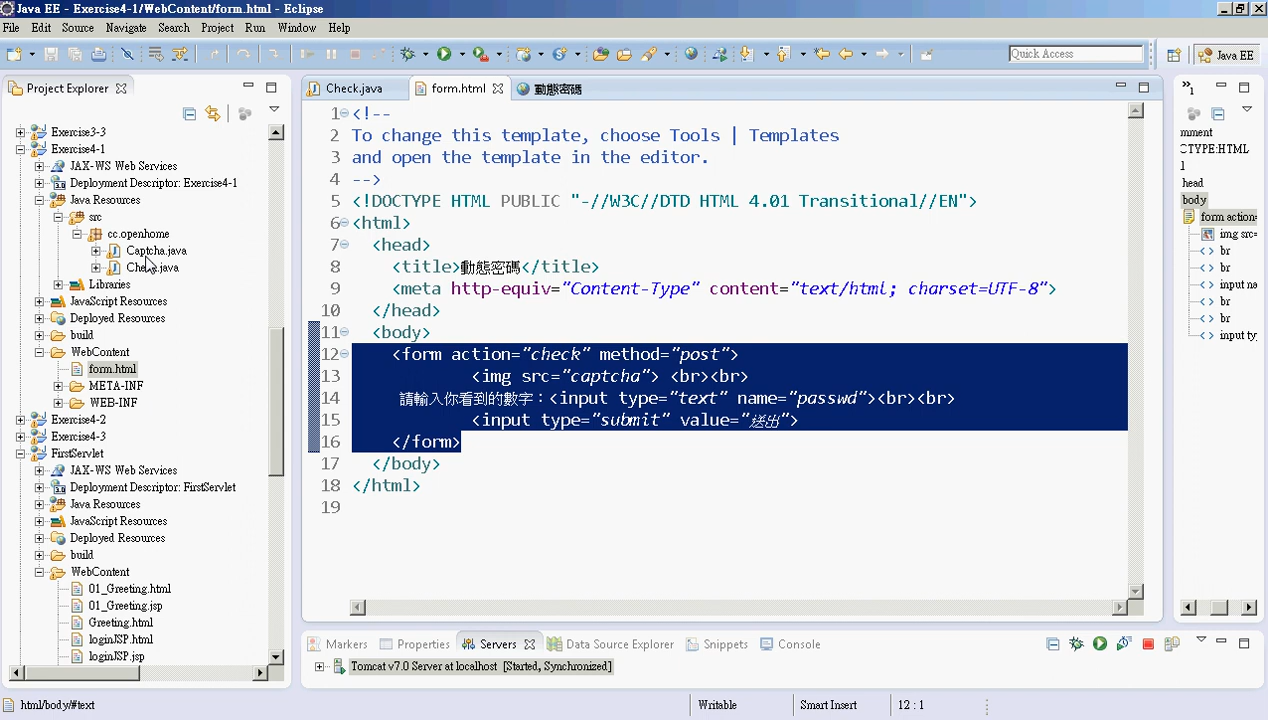 Java EE - Exercise4-1/WebContent/form.html - Eclipse
File Edit Source Navigate Search Project Run Window Help
Quick Access
Java EE
Project Explorer
Exercise3-3
Exercise4-1
JAX-WS Web Services
Deployment Descriptor: Exercise4-1
Java Resources
src
cc.openhome
Captcha.java
Libraries
JavaScript Resources
Deployed Resources
build
WebContent
form.html
META-INF
WEB-INF
Exercise4-2
Exercise4-3
FirstServlet
JAX-WS Web Services
Deployment Descriptor: FirstServlet
Java Resources
JavaScript Resources
Deployed Resources
build
WebContent
01_Greeting.html
01_Greeting.jsp
Greeting.html
loginJSP.html
loginJSP.jsp
Check.java form.html 動態密碼
1 <!--
2 To change this template, choose Tools | Templates
3 and open the template in the editor.
4 -->
5 <!DOCTYPE HTML PUBLIC "-//W3C//DTD HTML 4.01 Transitional//EN">
6 <html>
7 <head>
8 <title>動態密碼</title>
9 <meta http-equiv="Content-Type" content="text/html; charset=UTF-8">
10 </head>
11 <body>
12 <form action="check" method="post">
13 <img src="captcha"> <br><br>
14 請輸入你看到的數字：<input type="text" name="passwd"><br><br>
15 <input type="submit" value="送出">
16 </form>
17 </body>
18 </html>
19
»1
mment
CTYPE:HTML
l
head
body
form action=
img src=
br
br
input na
br
br
input ty
Markers Properties Servers Data Source Explorer Snippets Console
Tomcat v7.0 Server at localhost [Started, Synchronized]
html/body/#text Writable Smart Insert 12 : 1